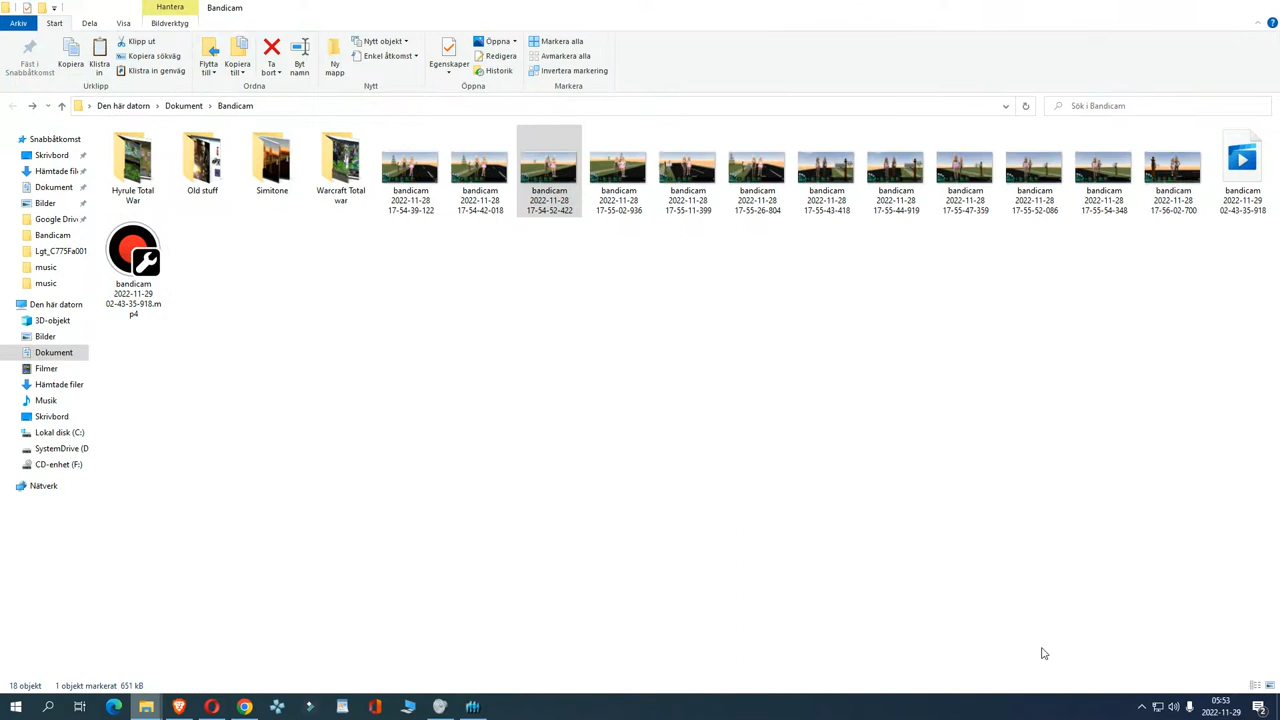 Hantera
Bandicam
Arkiv
Start
Dela
Visa
Bildverktyg
Fäst i
Snabbåtkomst
Kopiera
Klistra
in
Klipp ut
Kopiera sökväg
Klistra in genväg
Urklipp
Flytta
till
Kopiera
till
Ta
bort
Byt
namn
Ordna
Ny
mapp
Nytt objekt
Enkel åtkomst
Nytt
Egenskaper
Öppna
Redigera
Historik
Öppna
Markera alla
Avmarkera alla
Invertera markering
Markera
Den här datorn
Dokument
Bandicam
Sök i Bandicam
Snabbåtkomst
Skrivbord
Hämtade file
Dokument
Bilder
Google Drive
Bandicam
Lgt_C775Fa001
music
music
Den här datorn
3D-objekt
Bilder
Dokument
Filmer
Hämtade filer
Musik
Skrivbord
Lokal disk (C:)
SystemDrive (D
CD-enhet (F:)
Nätverk
Hyrule Total
War
Old stuff
Simitone
Warcraft Total
war
bandicam
2022-11-28
17-54-39-122
bandicam
2022-11-28
17-54-42-018
bandicam
2022-11-28
17-54-52-422
bandicam
2022-11-28
17-55-02-936
bandicam
2022-11-28
17-55-11-399
bandicam
2022-11-28
17-55-26-804
bandicam
2022-11-28
17-55-43-418
bandicam
2022-11-28
17-55-44-919
bandicam
2022-11-28
17-55-47-359
bandicam
2022-11-28
17-55-52-086
bandicam
2022-11-28
17-55-54-348
bandicam
2022-11-28
17-56-02-700
bandicam
2022-11-29
02-43-35-918
bandicam
2022-11-29
02-43-35-918.m
p4
18 objekt
1 objekt markerat 651 kB
05:53
2022-11-29
2